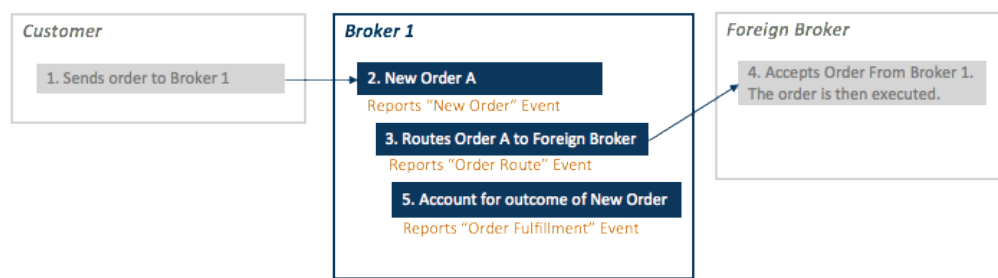 Customer
1. Sends order to Broker 1
Broker 1
2. New Order A
Reports “New Order” Event
3. Routes Order A to Foreign Broker
Reports “Order Route” Event
5. Account for outcome of New Order
Reports “Order Fulfillment” Event
Foreign Broker
4. Accepts Order From Broker 1.
The order is then executed.